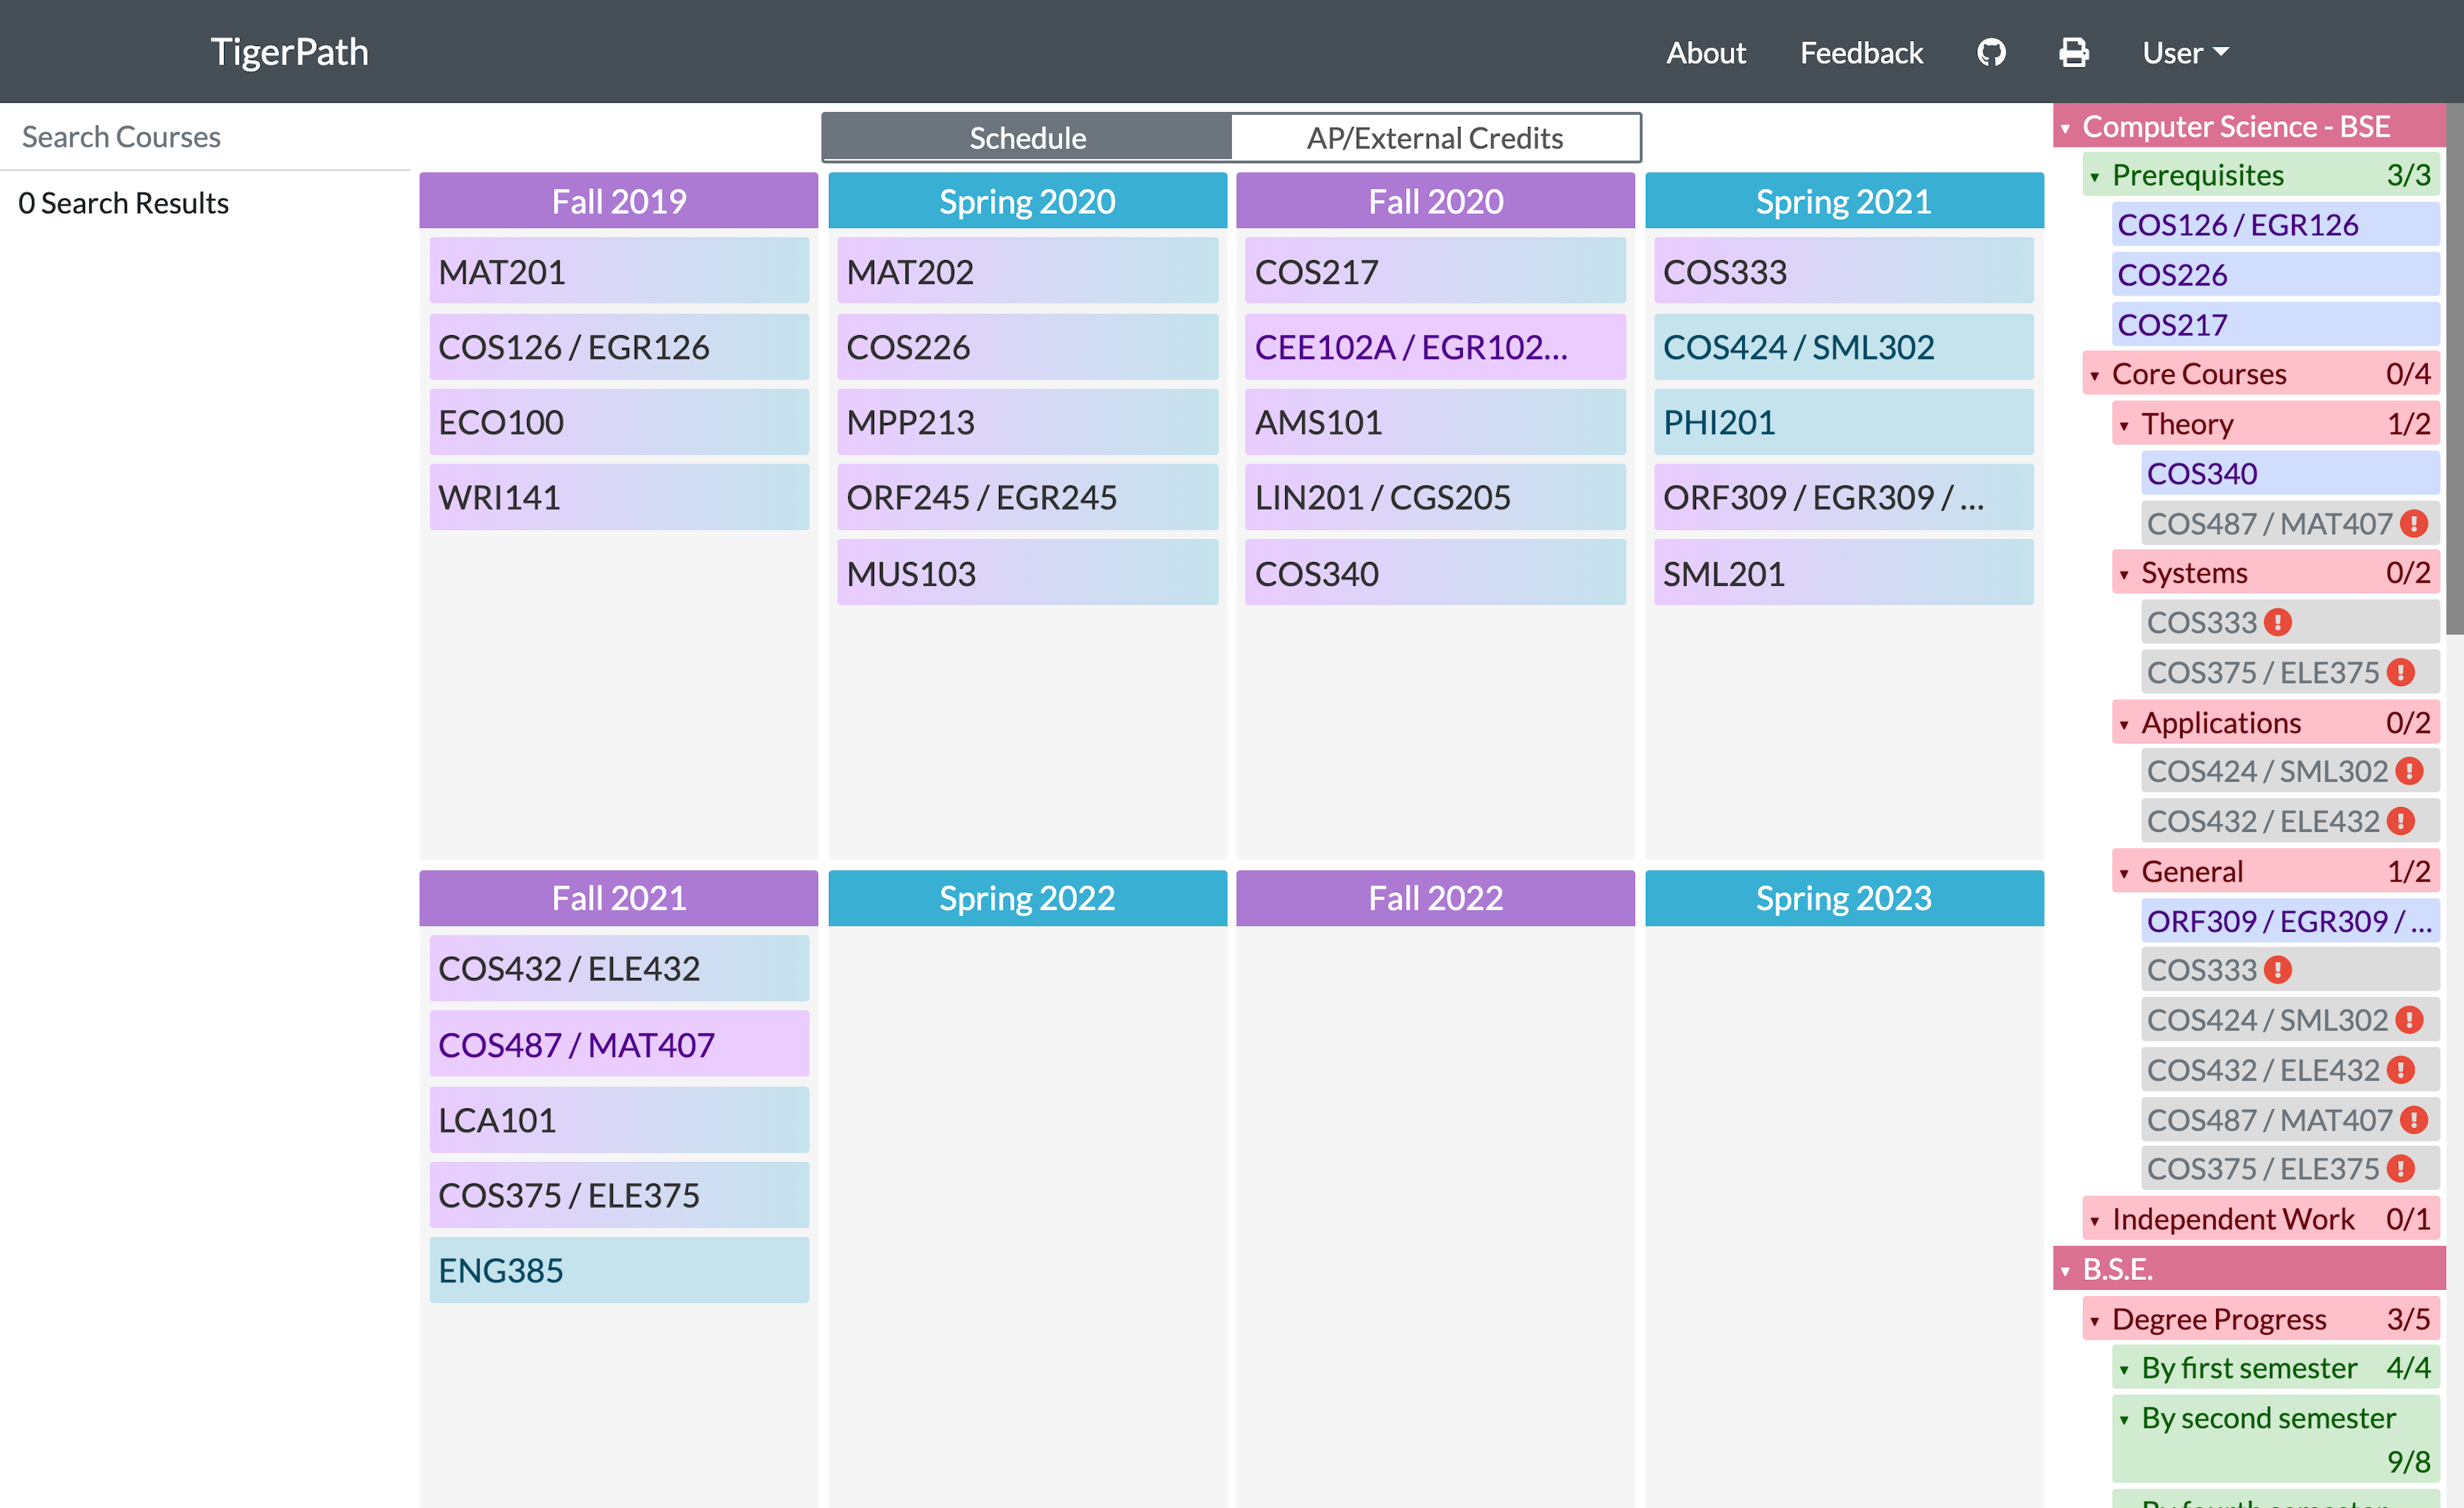 TigerPath
About
Feedback
User
Search Courses
0 Search Results
Schedule
AP/External Credits
Fall 2019
MAT201
COS126 / EGR126
ECO100
WRI141
Spring 2020
MAT202
COS226
MPP213
ORF245 / EGR245
MUS103
Fall 2020
COS217
CEE102A / EGR102...
AMS101
LIN201 / CGS205
COS340
Spring 2021
COS333
COS424 / SML302
PHI201
ORF309 / EGR309 / ...
SML201
Fall 2021
COS432 / ELE432
COS487 / MAT407
LCA101
COS375 / ELE375
ENG385
Spring 2022
Fall 2022
Spring 2023
Computer Science - BSE
Prerequisites 3/3
COS126 / EGR126
COS226
COS217
Core Courses 0/4
Theory 1/2
COS340
COS487 / MAT407
Systems 0/2
COS333
COS375 / ELE375
Applications 0/2
COS424 / SML302
COS432 / ELE432
General 1/2
ORF309 / EGR309 / ...
COS333
COS424 / SML302
COS432 / ELE432
COS487 / MAT407
COS375 / ELE375
Independent Work 0/1
B.S.E.
Degree Progress 3/5
By first semester 4/4
By second semester
9/8